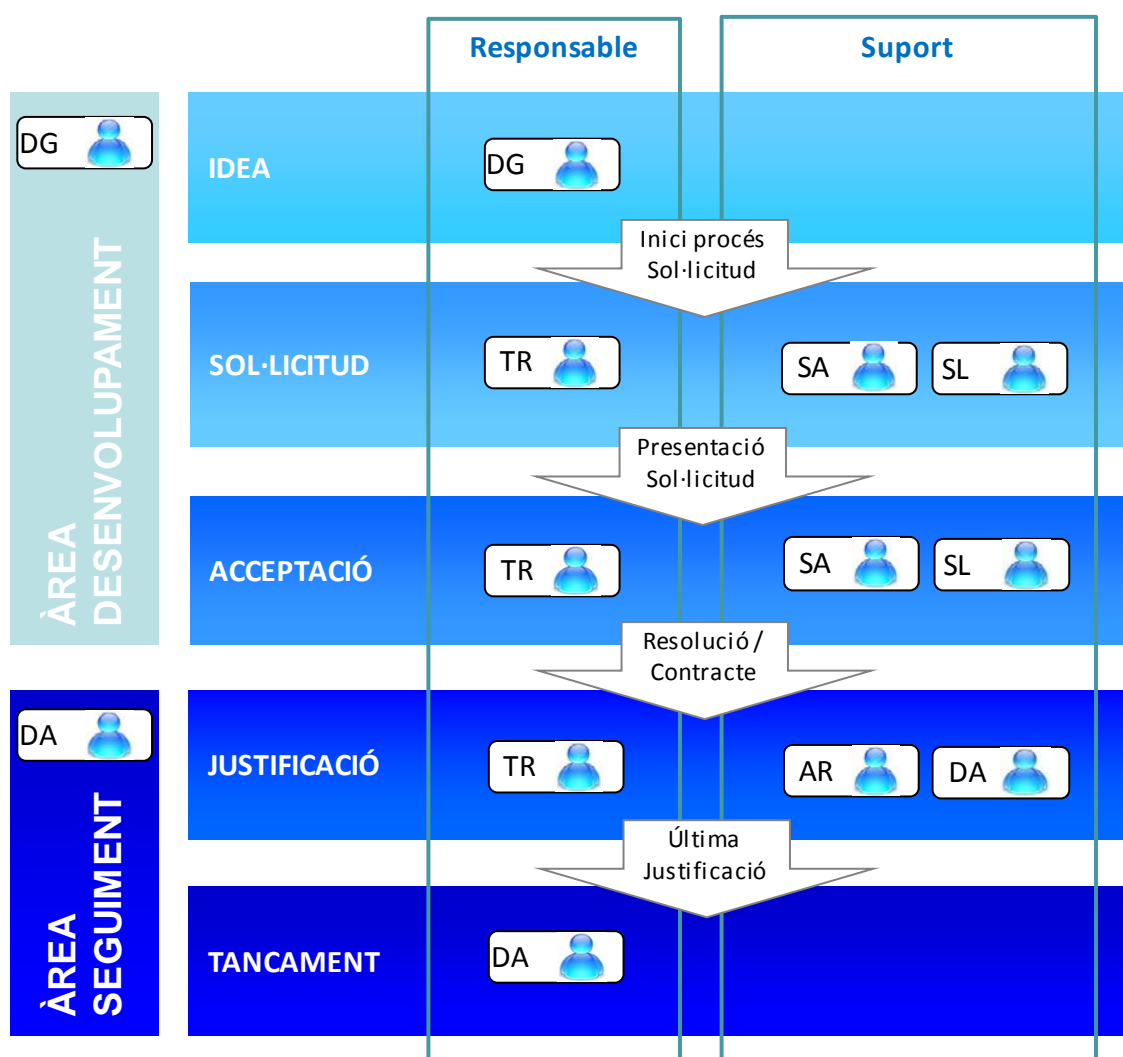 Responsable
Suport
DG
ÀREA
DESENVOLUPAMENT
IDEA
DG
Inici procés
Sol·licitud
SOL·LICITUD
TR
SA
SL
Presentació
Sol·licitud
ACCEPTACIÓ
TR
SA
SL
Resolució /
Contracte
DA
ÀREA
SEGUIMENT
JUSTIFICACIÓ
TR
AR
DA
Última
Justificació
TANCAMENT
DA